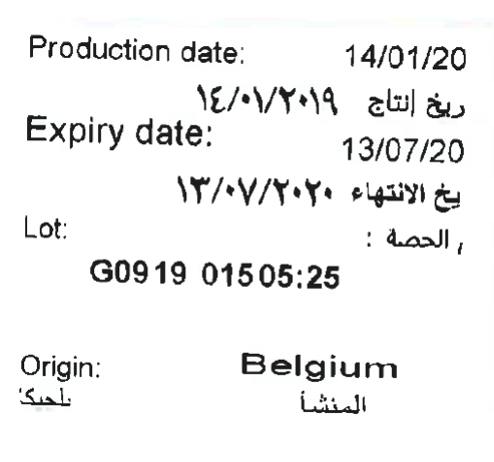 Production date: 14/01/20
ريخ إنتاج ١٤/٠١/٢٠١٩
Expiry date: 13/07/20
يخ الانتهاء ١٣/٠٧/٢٠٢٠
Lot: , الحصة :
G0919 01505:25
Origin: Belgium
بلجيكا المنشأ